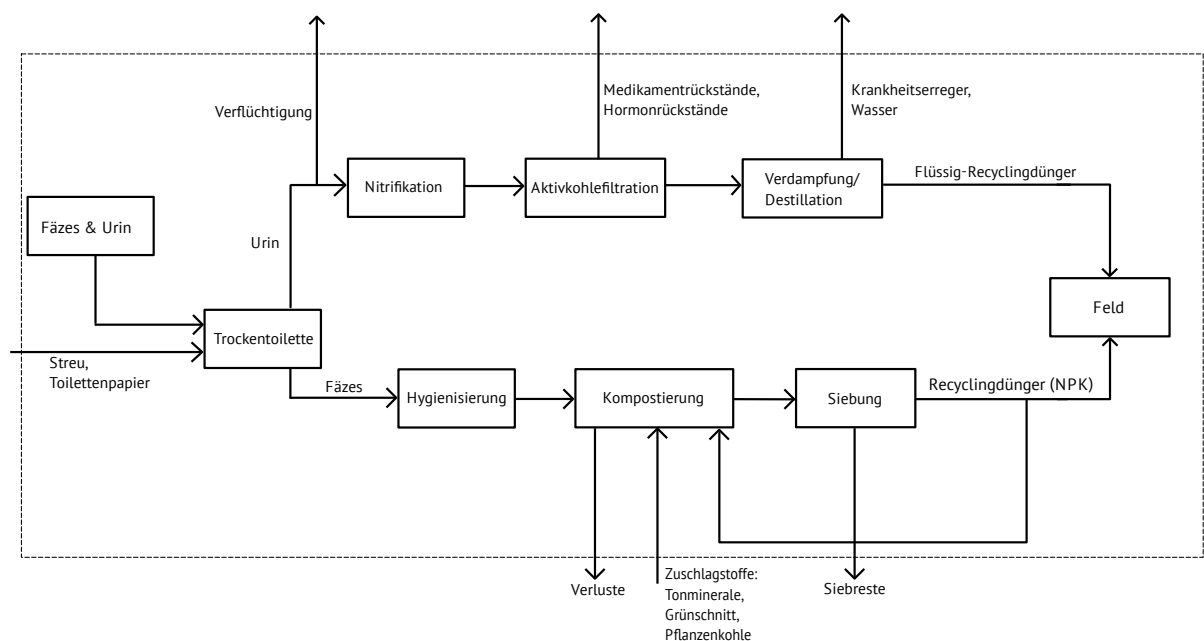 Verflüchtigung
Medikamentrückstände,
Hormonrückstände
Krankheitserreger,
Wasser
Nitrifikation
Aktivkohlefiltration
Verdampfung/
Destillation
Flüssig-Recyclingdünger
Fäzes & Urin
Urin
Trockentoilette
Feld
Streu,
Toilettenpapier
Fäzes
Hygienisierung
Kompostierung
Siebung
Recyclingdünger (NPK)
Verluste
Zuschlagstoffe:
Tonminerale,
Grünschnitt,
Pflanzenkohle
Siebreste